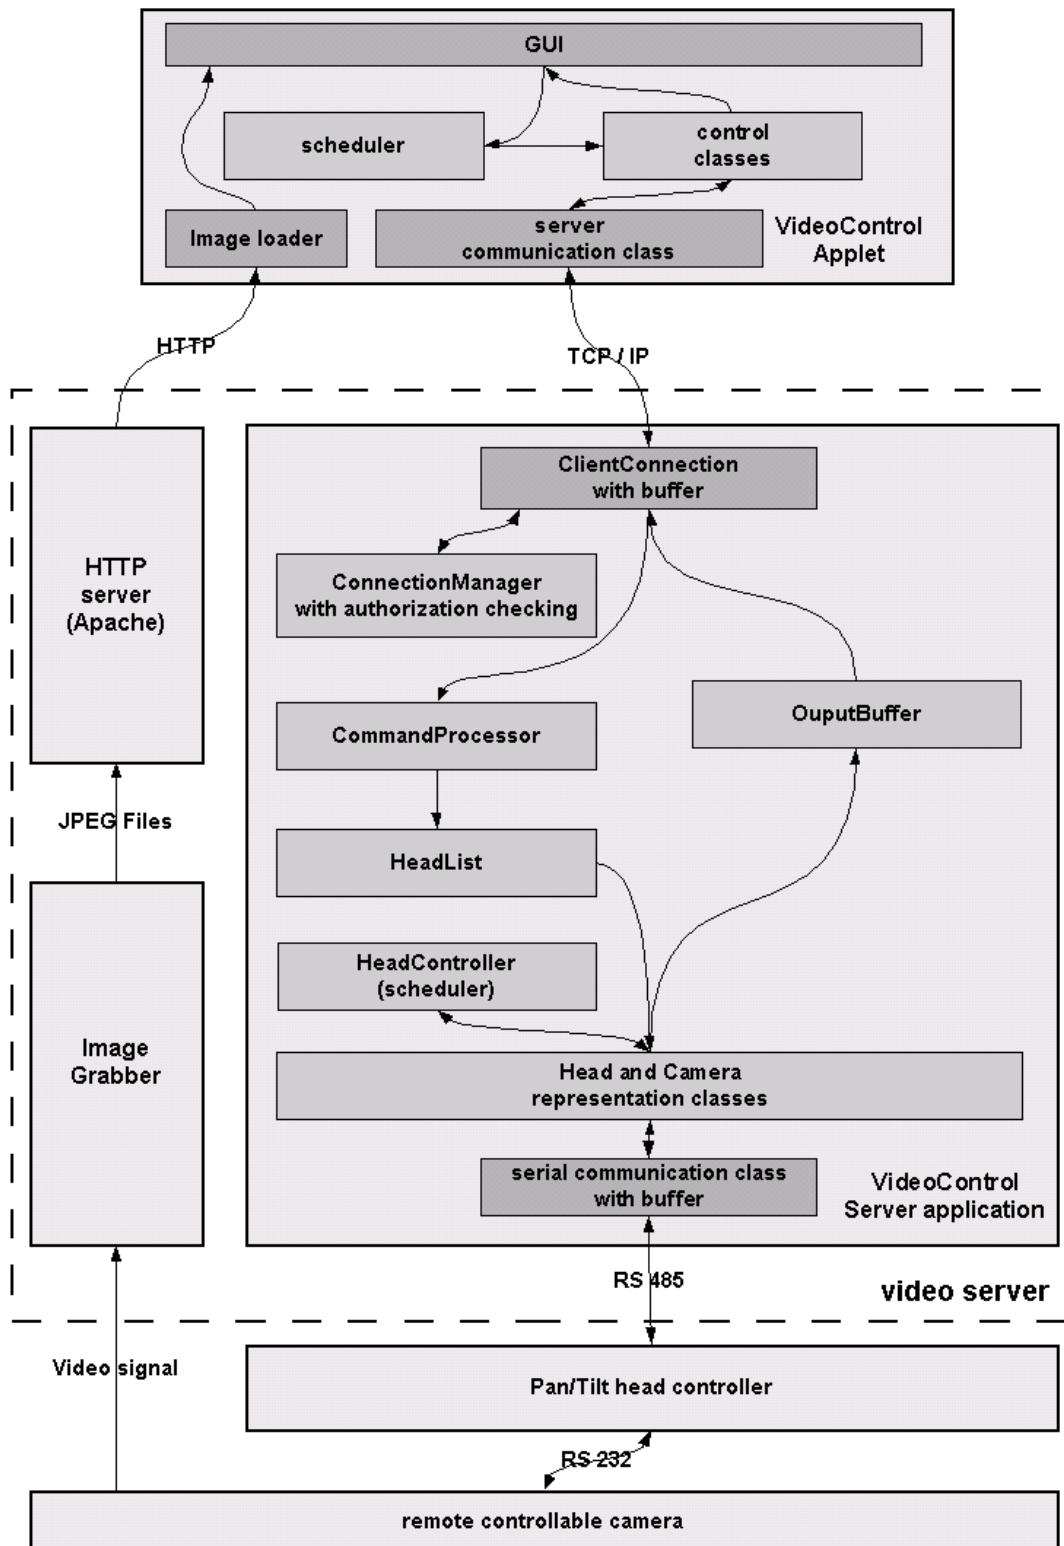 GUI
scheduler
control
classes
Image loader
server
communication class
VideoControl
Applet
HTTP
TCP / IP
HTTP
server
(Apache)
ClientConnection
with buffer
ConnectionManager
with authorization checking
CommandProcessor
OuputBuffer
JPEG Files
HeadList
HeadController
(scheduler)
Image
Grabber
Head and Camera
representation classes
serial communication class
with buffer
VideoControl
Server application
RS 485
video server
Video signal
Pan/Tilt head controller
RS 232
remote controllable camera